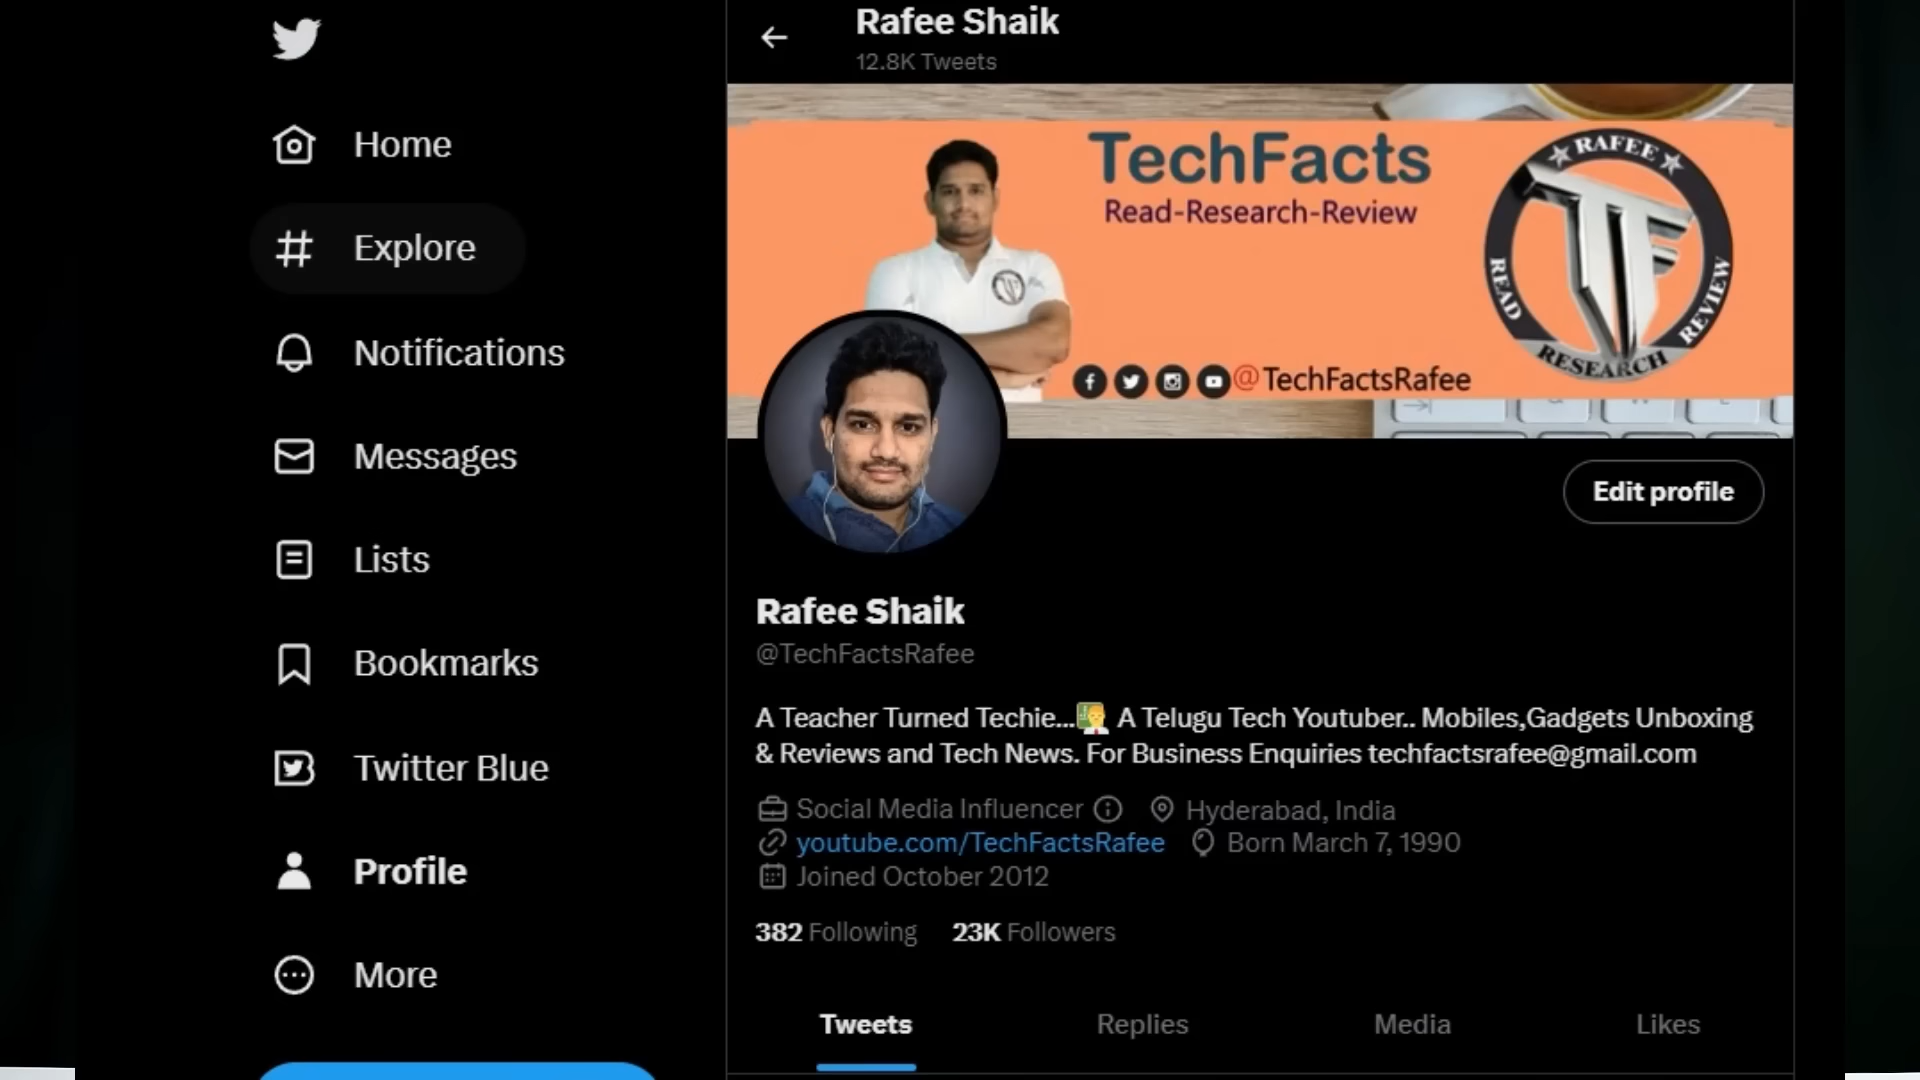 Rafee Shaik
12.8K Tweets
Home
Explore
Notifications
Messages
Lists
Bookmarks
Twitter Blue
Profile
More
TechFacts
Read-Research-Review
@TechFactsRafee
RAFEE
READ
RESEARCH
REVIEW
TF
Edit profile
Rafee Shaik
@TechFactsRafee
A Teacher Turned Techie...👨‍🏫 A Telugu Tech Youtuber.. Mobiles,Gadgets Unboxing
& Reviews and Tech News. For Business Enquiries techfactsrafee@gmail.com
Social Media Influencer Hyderabad, India
youtube.com/TechFactsRafee Born March 7, 1990
Joined October 2012
382 Following 23K Followers
Tweets Replies Media Likes